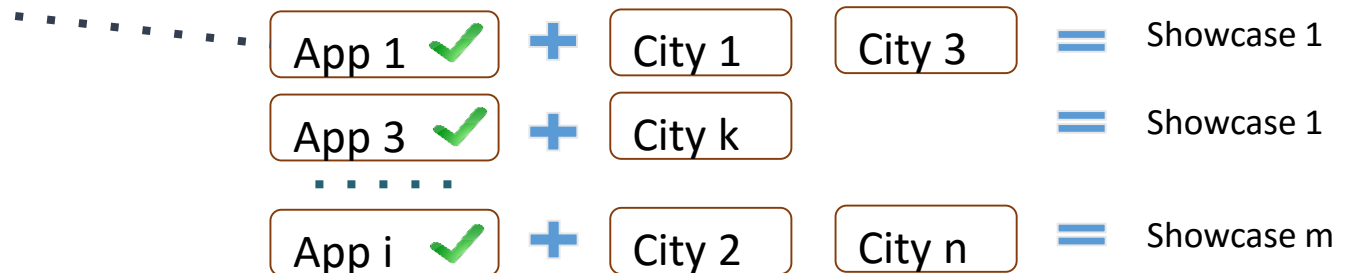 App 1 City 1 City 3 Showcase 1
App 3 City k Showcase 1
App i City 2 City n Showcase m